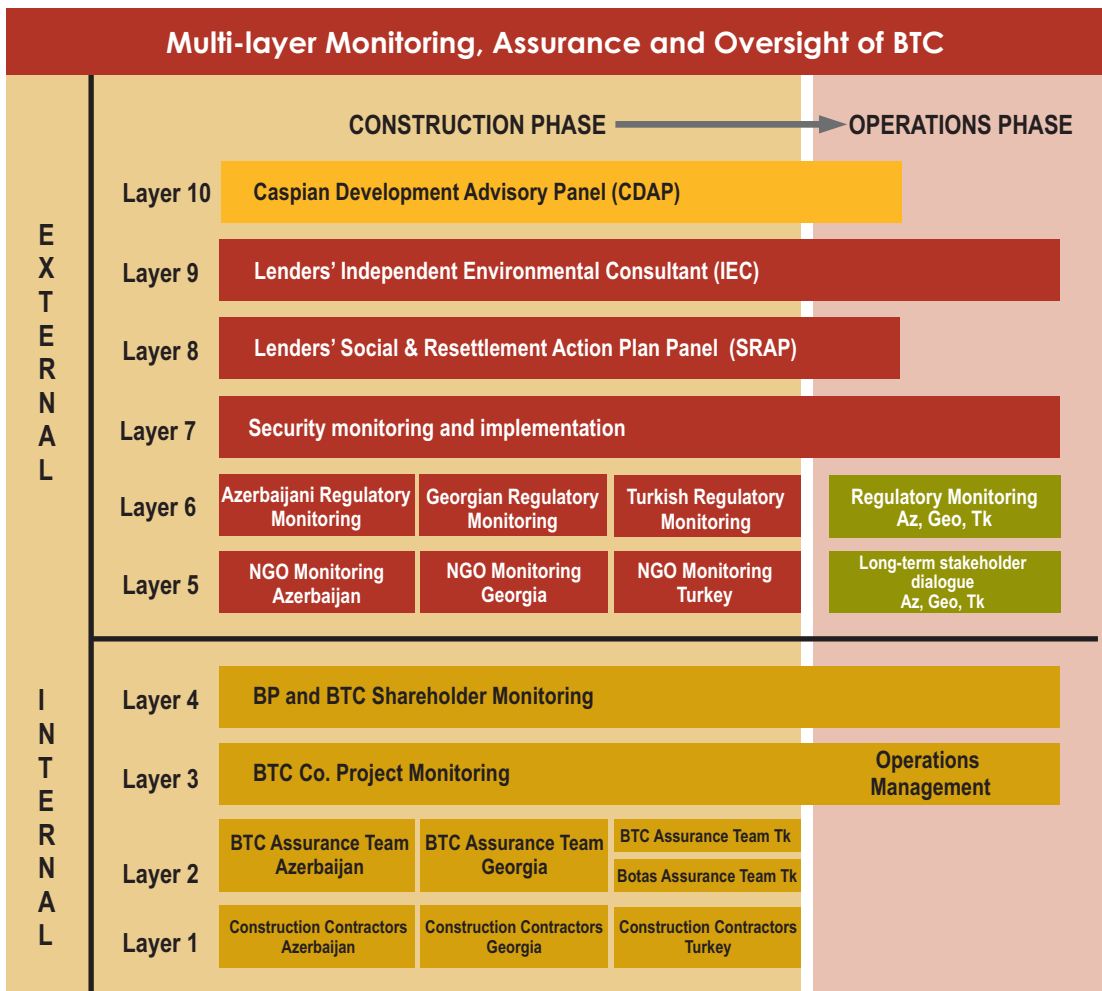 Multi-layer Monitoring, Assurance and Oversight of BTC
CONSTRUCTION PHASE
OPERATIONS PHASE
EXTERNAL
Layer 10
Caspian Development Advisory Panel (CDAP)
Layer 9
Lenders' Independent Environmental Consultant (IEC)
Layer 8
Lenders' Social & Resettlement Action Plan Panel (SRAP)
Layer 7
Security monitoring and implementation
Layer 6
Azerbaijani Regulatory
Monitoring
Georgian Regulatory
Monitoring
Turkish Regulatory
Monitoring
Regulatory Monitoring
Az, Geo, Tk
Layer 5
NGO Monitoring
Azerbaijan
NGO Monitoring
Georgia
NGO Monitoring
Turkey
Long-term stakeholder
dialogue
Az, Geo, Tk
INTERNAL
Layer 4
BP and BTC Shareholder Monitoring
Layer 3
BTC Co. Project Monitoring
Operations
Management
Layer 2
BTC Assurance Team
Azerbaijan
BTC Assurance Team
Georgia
BTC Assurance Team Tk
Botas Assurance Team Tk
Layer 1
Construction Contractors
Azerbaijan
Construction Contractors
Georgia
Construction Contractors
Turkey